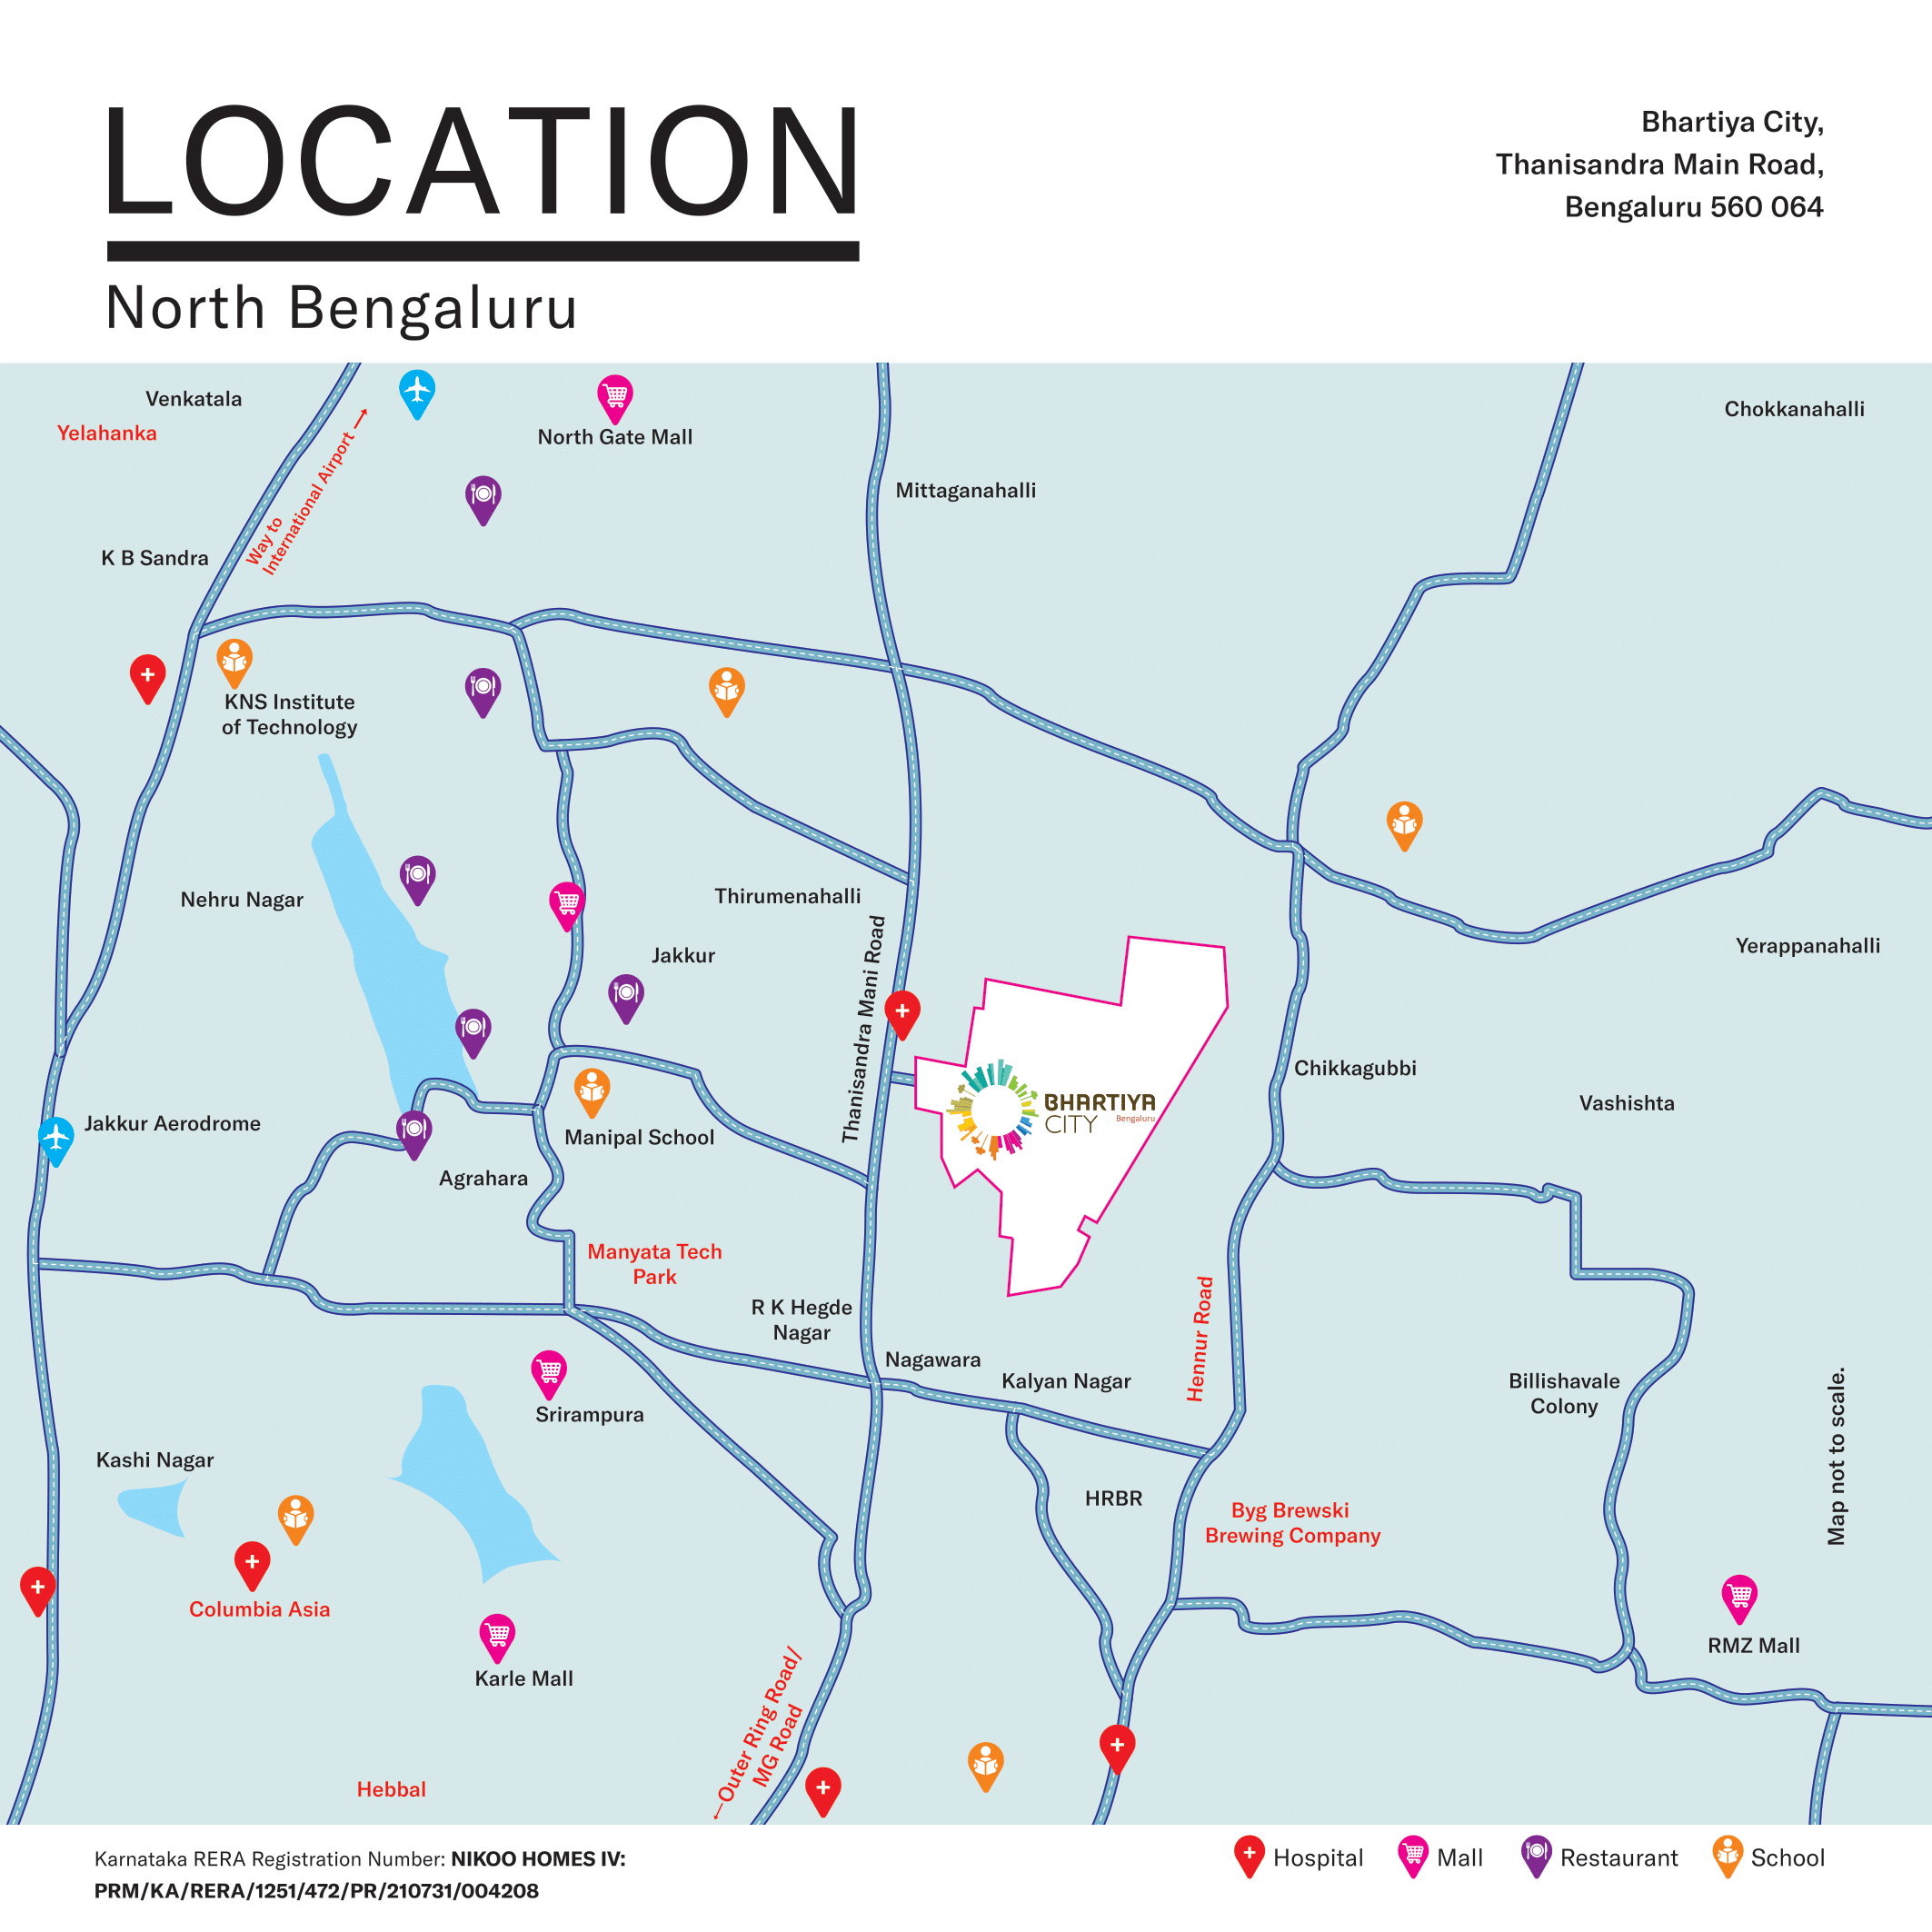 LOCATION
North Bengaluru
Bhartiya City,
Thanisandra Main Road,
Bengaluru 560 064
Venkatala
Yelahanka
Way to
International Airport →
North Gate Mall
Chokkanahalli
Mittaganahalli
K B Sandra
KNS Institute
of Technology
Nehru Nagar
Thirumenahalli
Jakkur
Yerappanahalli
Thanisandra Mani Road
Chikkagubbi
Vashishta
BHARTIYA
CITY
Bengaluru
Jakkur Aerodrome
Manipal School
Agrahara
Manyata Tech
Park
R K Hegde
Nagar
Nagawara
Kalyan Nagar
Hennur Road
Billishavale
Colony
Map not to scale.
Srirampura
Kashi Nagar
HRBR
Byg Brewski
Brewing Company
Columbia Asia
Karle Mall
RMZ Mall
←Outer Ring Road/
MG Road
Hebbal
Karnataka RERA Registration Number: NIKOO HOMES IV:
PRM/KA/RERA/1251/472/PR/210731/004208
Hospital
Mall
Restaurant
School